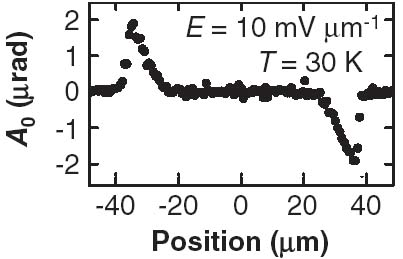 E = 10 mV μm-1
T = 30 K
A0 (μrad)
2
1
0
-1
-2
-40 -20 0 20 40
Position (μm)